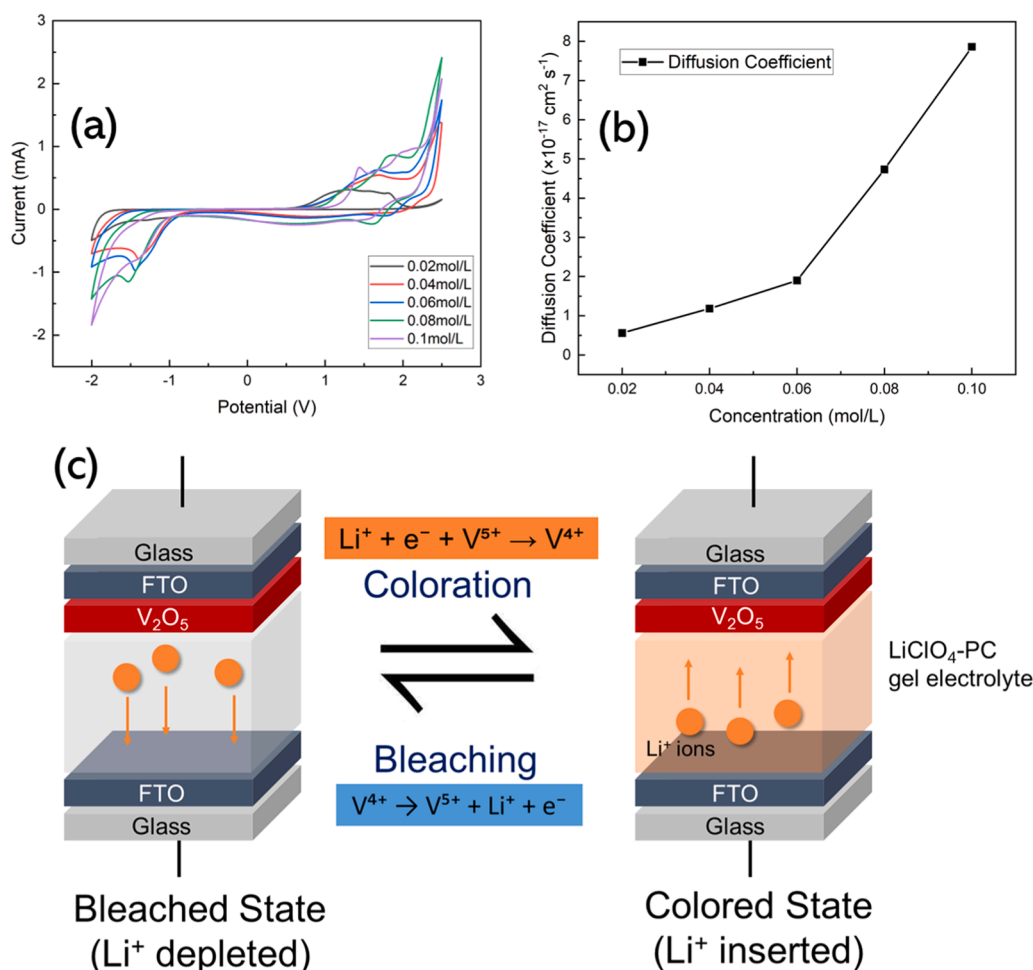 (a)
3
2
1
0
-1
-2
Current (mA)
-2
-1
0
1
2
3
Potential (V)
0.02mol/L
0.04mol/L
0.06mol/L
0.08mol/L
0.1mol/L
(b)
Diffusion Coefficient
8
7
6
5
4
3
2
1
0
Diffusion Coefficient (×10⁻¹⁷ cm² s⁻¹)
0.02
0.04
0.06
0.08
0.10
Concentration (mol/L)
(c)
Glass
FTO
V₂O₅
FTO
Glass
Bleached State
(Li⁺ depleted)
Li⁺ + e⁻ + V⁵⁺ → V⁴⁺
Coloration
Bleaching
V⁴⁺ → V⁵⁺ + Li⁺ + e⁻
Glass
FTO
V₂O₅
LiClO₄-PC
gel electrolyte
Li⁺ ions
FTO
Glass
Colored State
(Li⁺ inserted)